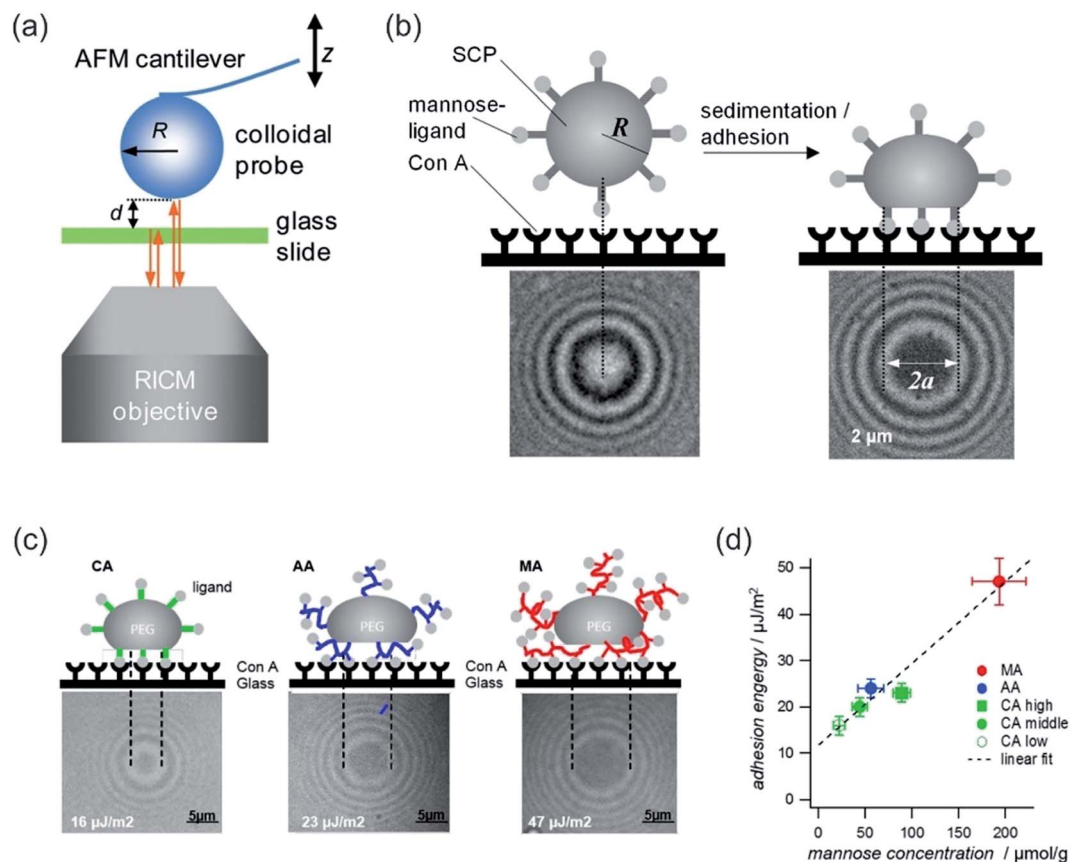 (a)
AFM cantilever
z
R
colloidal
probe
d
glass
slide
RICM
objective
(b)
SCP
mannose-
ligand
Con A
R
sedimentation /
adhesion
2a
2 µm
(c)
CA
ligand
PEG
Con A
Glass
16 µJ/m2
5µm
AA
PEG
23 µJ/m2
5µm
MA
PEG
Con A
Glass
47 µJ/m2
5µm
(d)
adhesion engergy / µJ/m²
50
40
30
20
10
0
MA
AA
CA high
CA middle
CA low
linear fit
0 50 100 150 200
mannose concentration / µmol/g